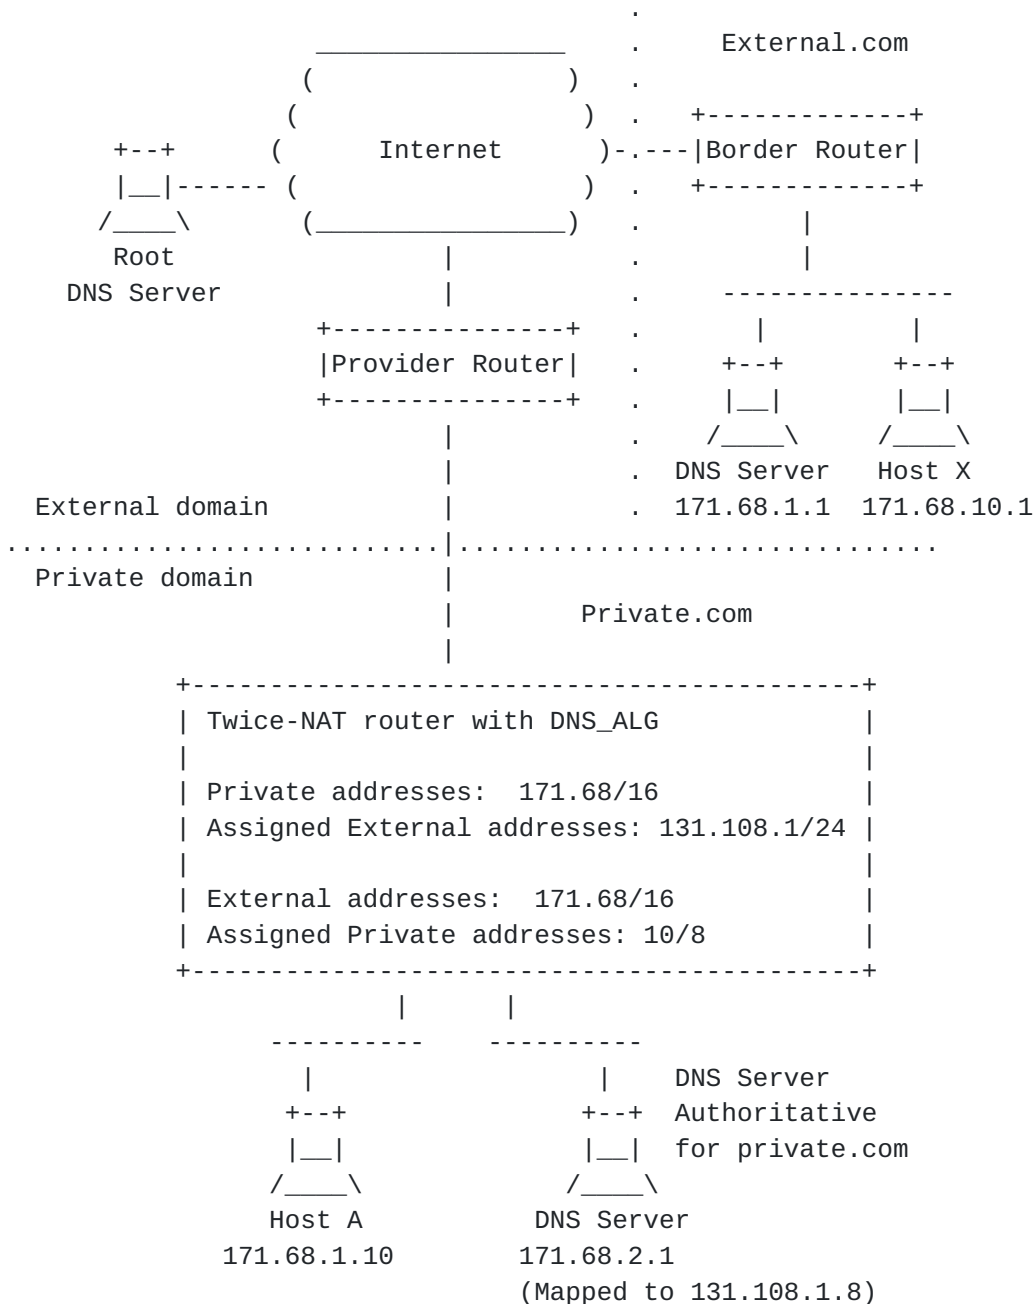 External.com
Internet
Border Router
Root
DNS Server
Provider Router
DNS Server Host X
External domain 171.68.1.1 171.68.10.1
Private domain
Private.com
Twice-NAT router with DNS_ALG
Private addresses: 171.68/16
Assigned External addresses: 131.108.1/24
External addresses: 171.68/16
Assigned Private addresses: 10/8
DNS Server
Authoritative
for private.com
Host A DNS Server
171.68.1.10 171.68.2.1
(Mapped to 131.108.1.8)